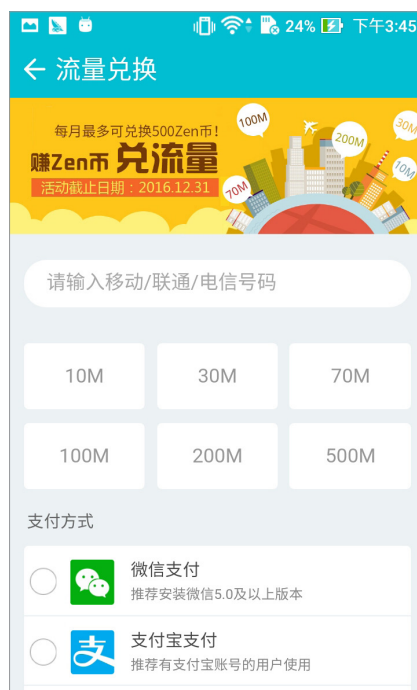 24% 下午3:45
流量兑换
每月最多可兑换500Zen币!
赚Zen币 兑流量
活动截止日期:2016.12.31
100M
200M
30M
10M
70M
请输入移动/联通/电信号码
10M 30M 70M
100M 200M 500M
支付方式
微信支付
推荐安装微信5.0及以上版本
支 支付宝支付
推荐有支付宝账号的用户使用